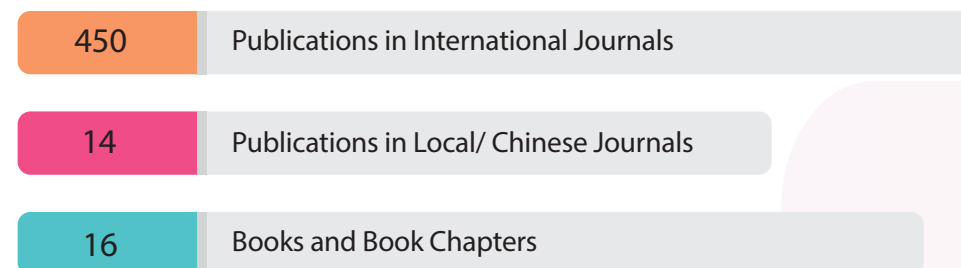 450 Publications in International Journals
14 Publications in Local/ Chinese Journals
16 Books and Book Chapters